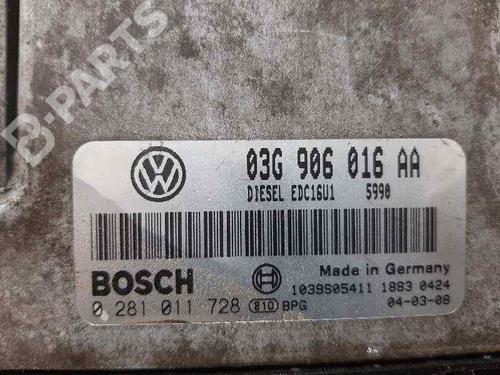 B-PARTS
03G 906 016 AA
DIESEL EDC16U1 5990
BOSCH
Made in Germany
1039S05411 1883 0424
0 281 011 728 810 BPG
04-03-08